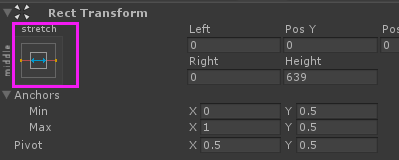 Rect Transform
stretch
middle
Left Pos Y Pos
0 0 0
Right Height
0 639
Anchors
Min X 0 Y 0.5
Max X 1 Y 0.5
Pivot X 0.5 Y 0.5